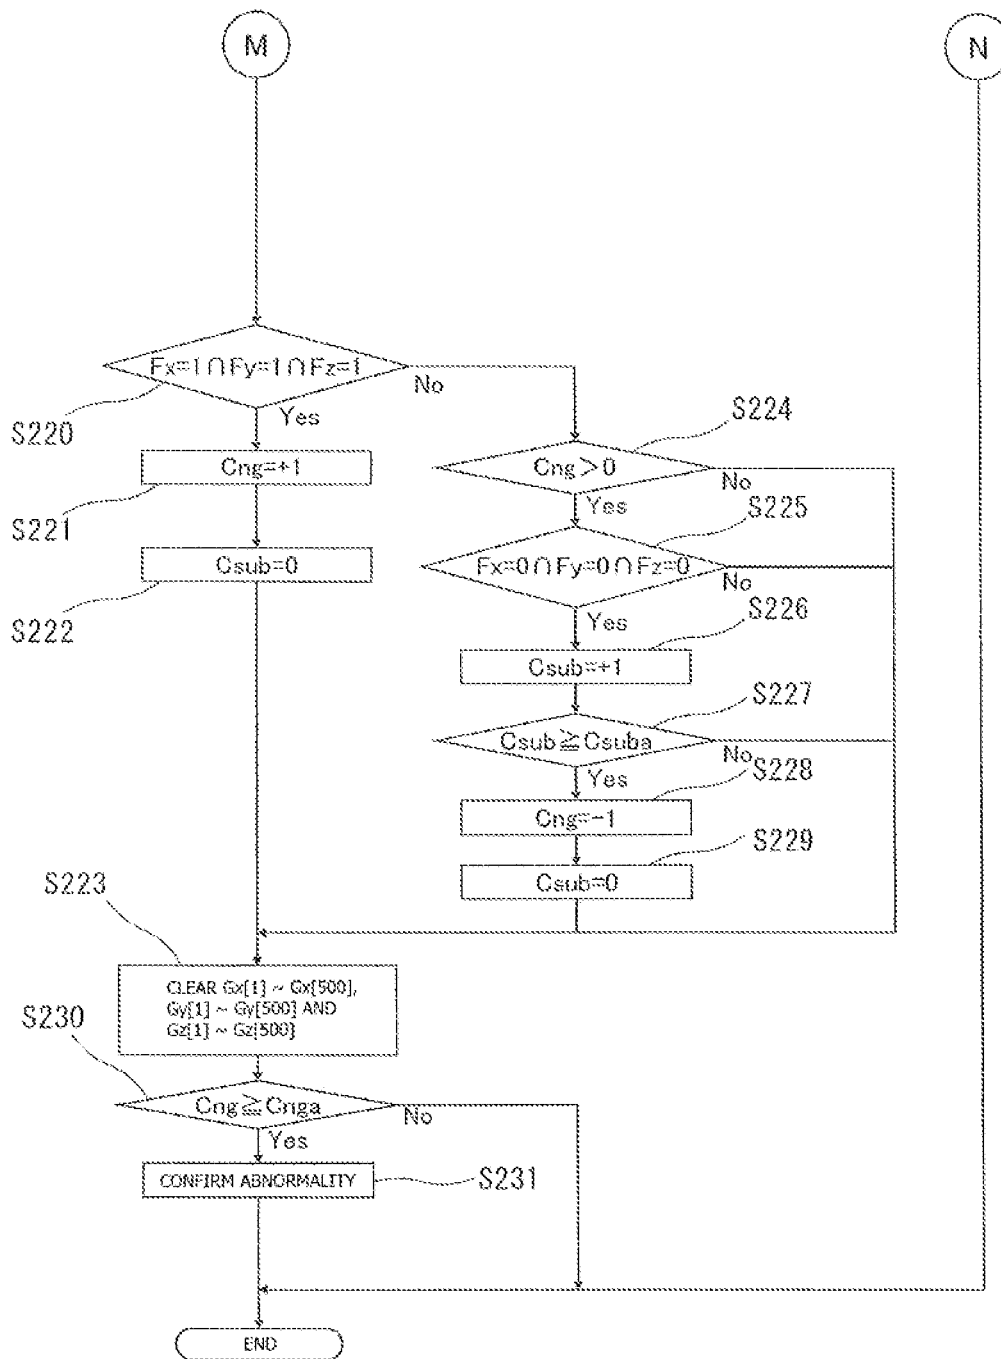 M
N
Fx=1∩Fy=1∩Fz=1
No
S220
Yes
Cng=+1
S221
Csub=0
S222
S224
Cng>0
No
Yes
S225
Fx=0∩Fy=0∩Fz=0
No
Yes
S226
Csub=+1
S227
Csub≧Csuba
No
Yes
S228
Cng=-1
S229
Csub=0
S223
CLEAR Gx[1] ~ Gx[500],
Gy[1] ~ Gy[500] AND
Gz[1] ~ Gz[500]
S230
Cng≧Cnga
No
Yes
CONFIRM ABNORMALITY
S231
END